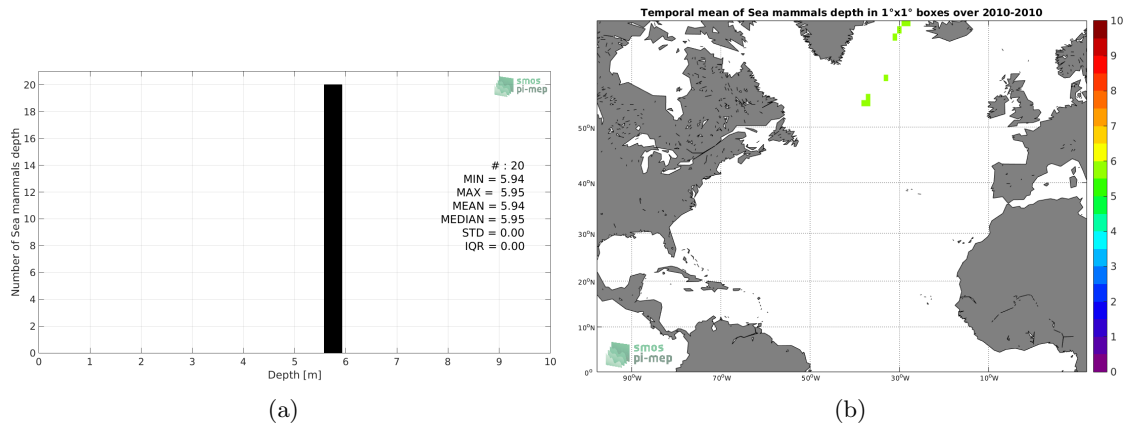 smos
pi-mep
Number of Sea mammals depth
20
18
16
14
12
10
8
6
4
2
0
# : 20
MIN = 5.94
MAX = 5.95
MEAN = 5.94
MEDIAN = 5.95
STD = 0.00
IQR = 0.00
0 1 2 3 4 5 6 7 8 9 10
Depth [m]
(a)
Temporal mean of Sea mammals depth in 1°x1° boxes over 2010-2010
50°N
40°N
30°N
20°N
10°N
0°
90°W 70°W 50°W 30°W 10°W
smos
pi-mep
10
9
8
7
6
5
4
3
2
1
0
(b)